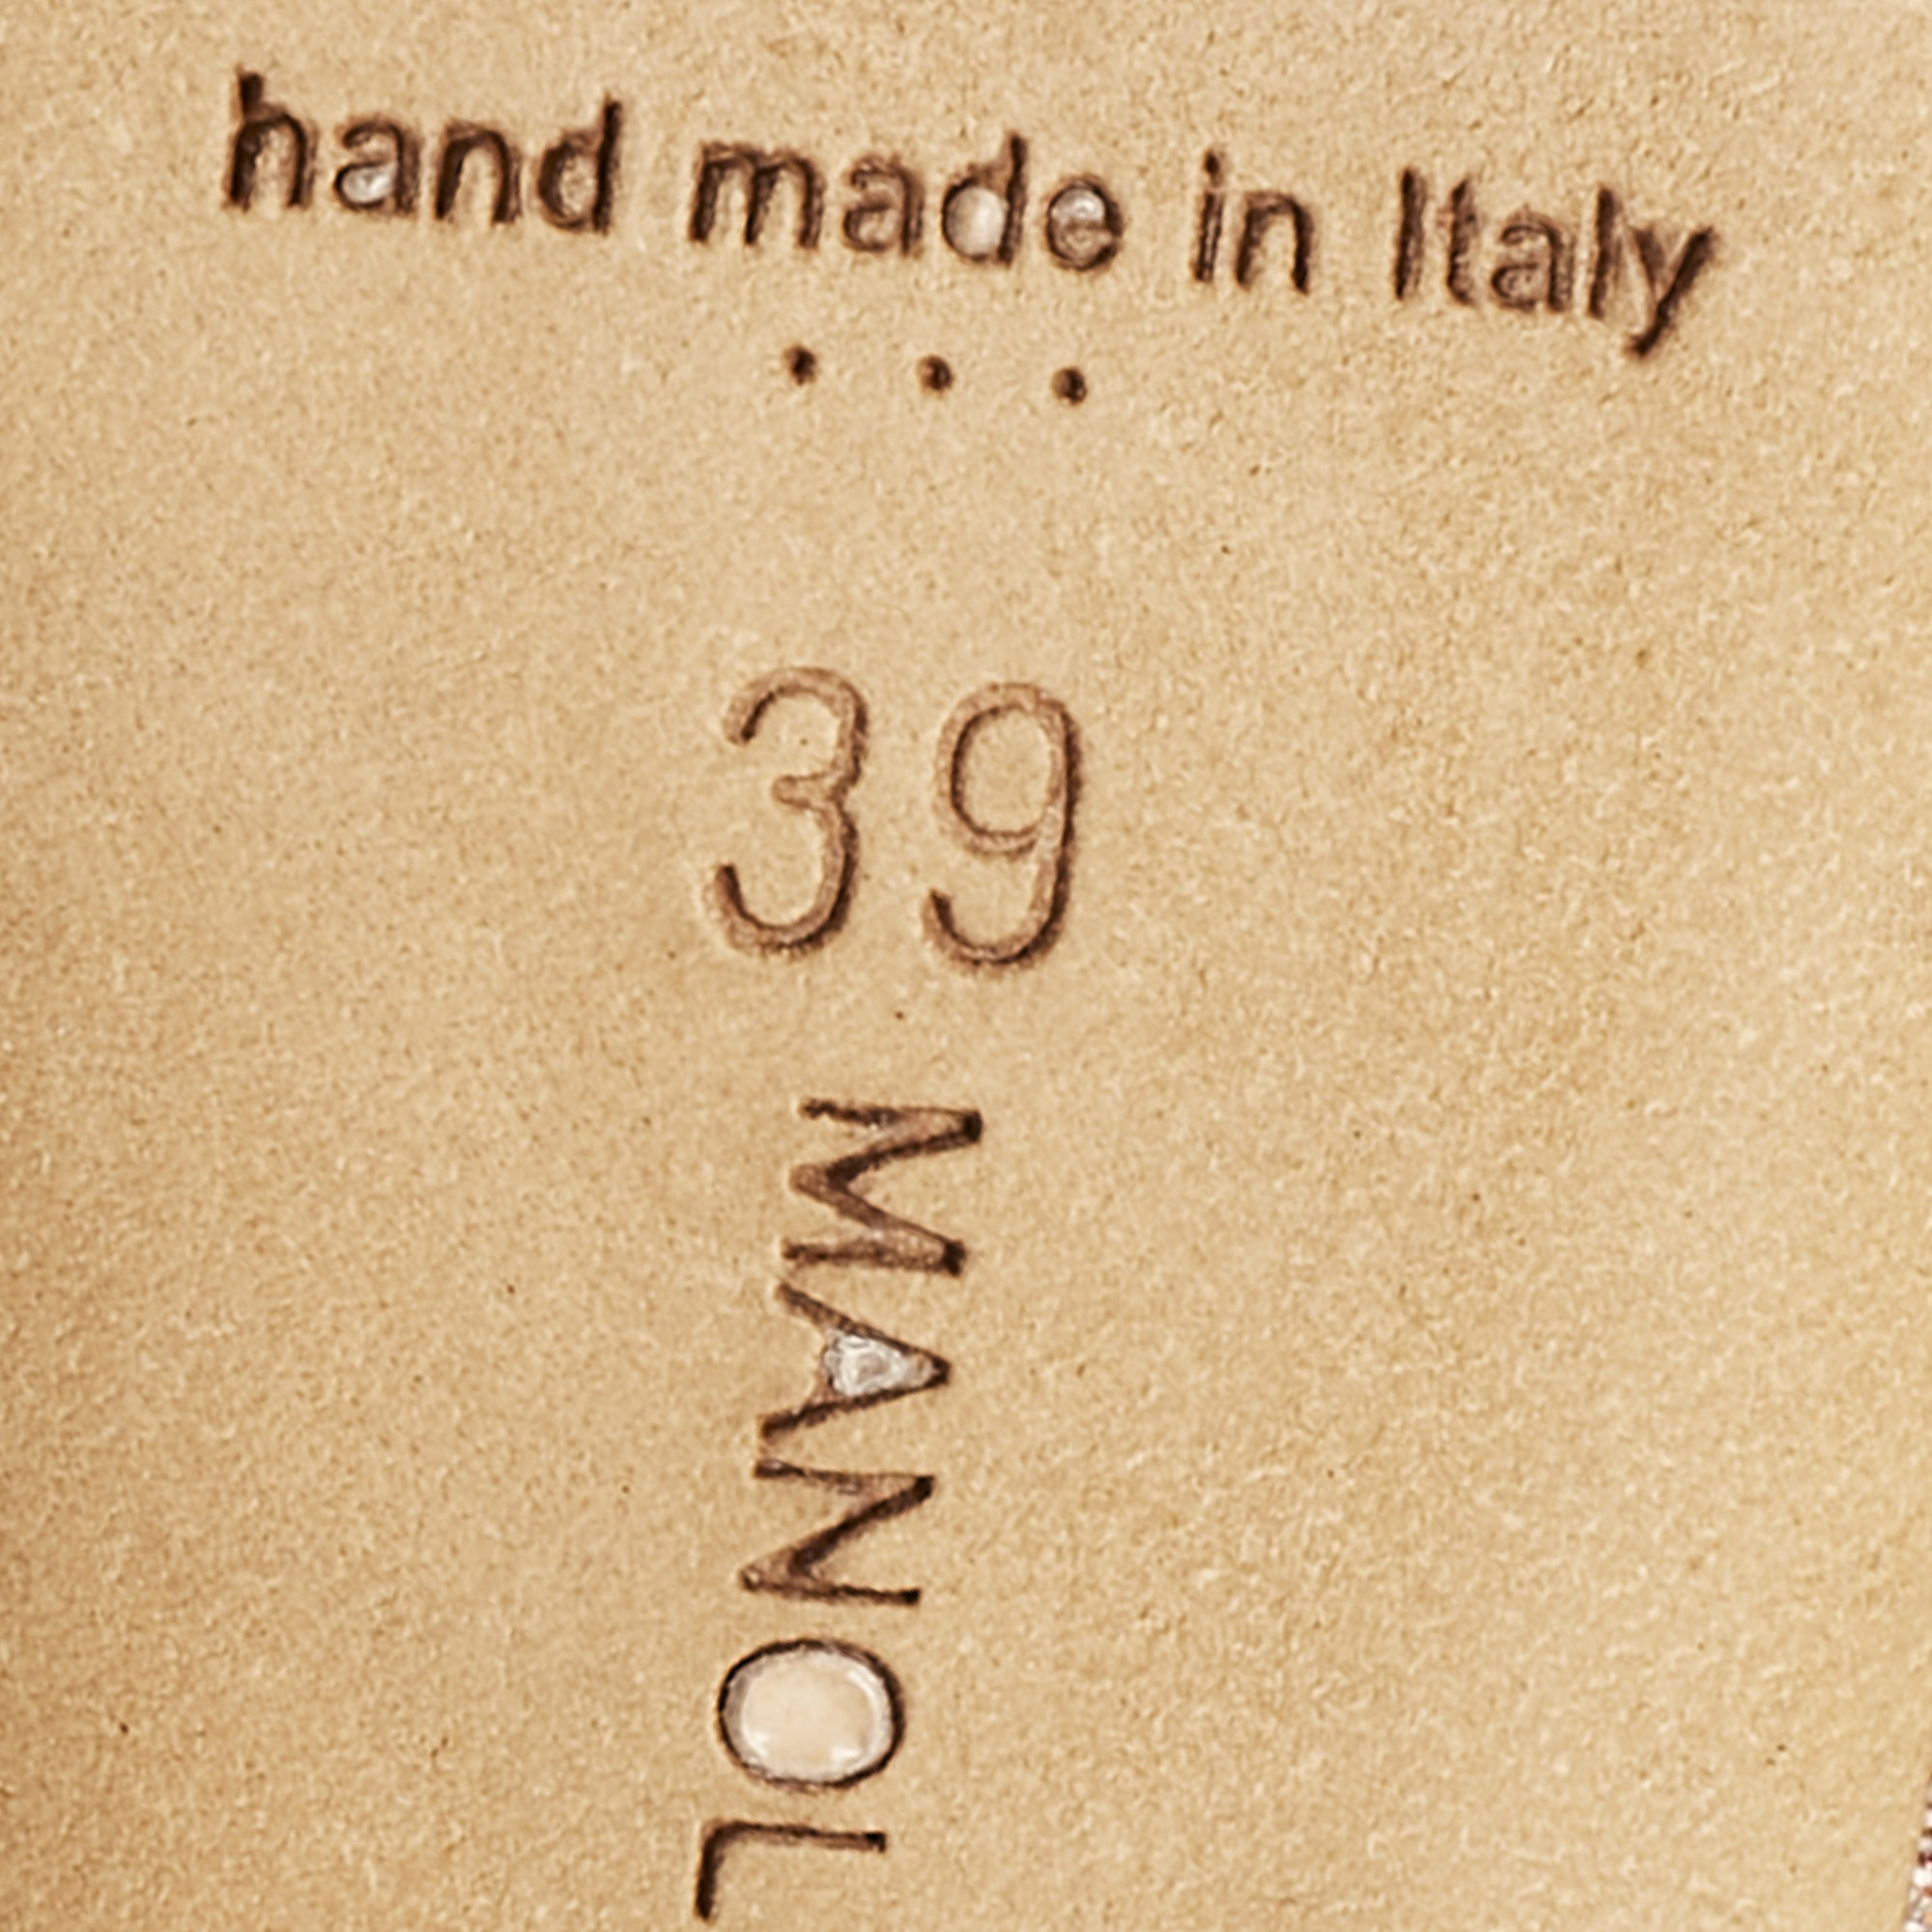 hand made in Italy
• • •
39
MANOL